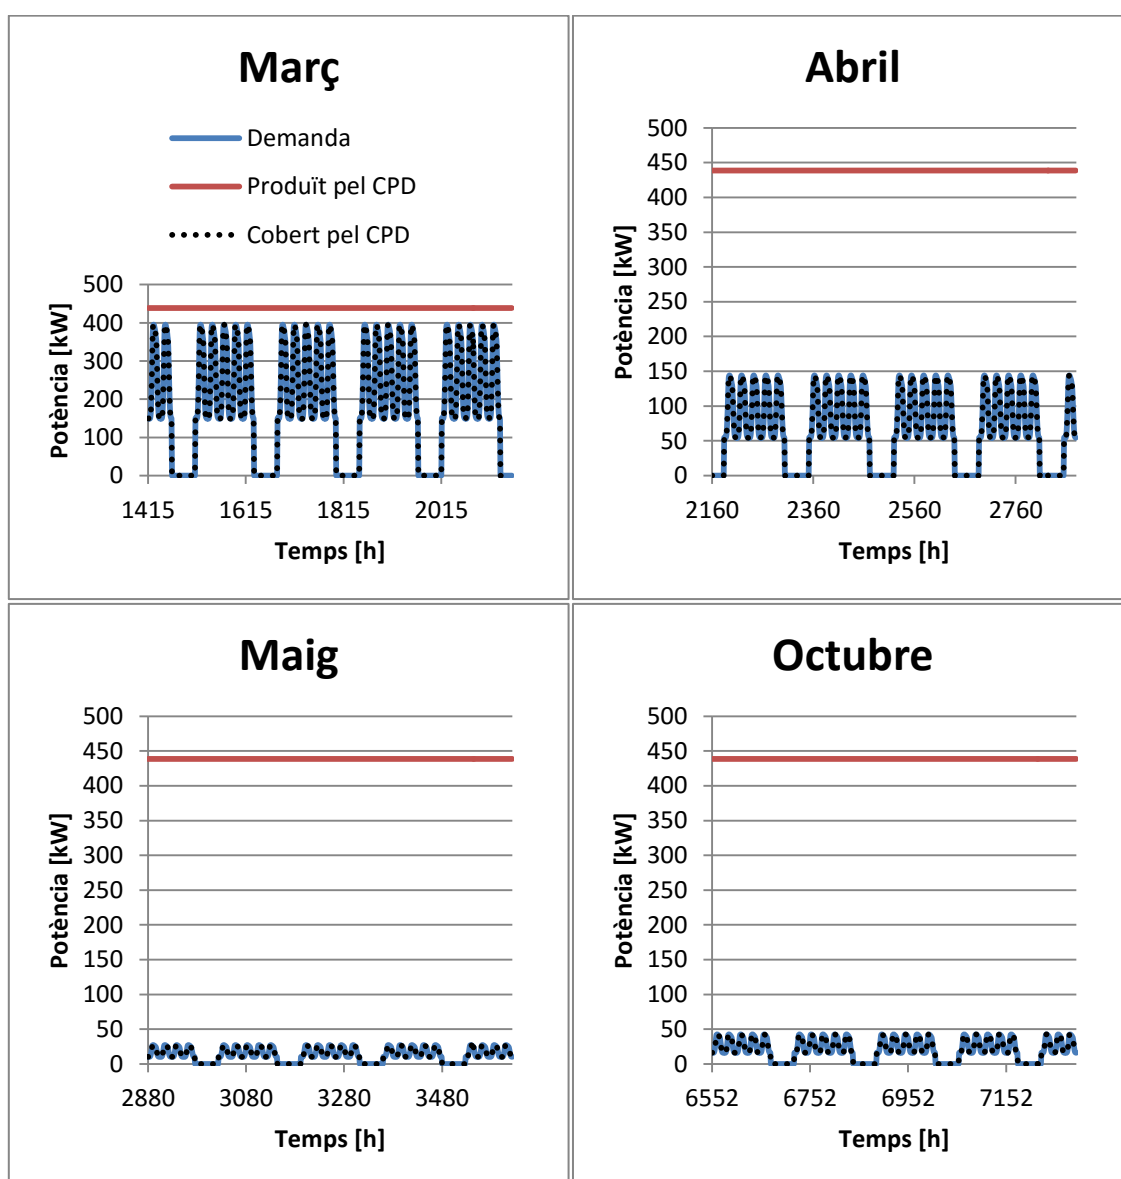 Març
Demanda
Produït pel CPD
Cobert pel CPD
500
400
300
200
100
0
Potència [kW]
1415 1615 1815 2015
Temps [h]
Abril
500
450
400
350
300
250
200
150
100
50
0
Potència [kW]
2160 2360 2560 2760
Temps [h]
Maig
500
450
400
350
300
250
200
150
100
50
0
Potència [kW]
2880 3080 3280 3480
Temps [h]
Octubre
500
450
400
350
300
250
200
150
100
50
0
Potència [kW]
6552 6752 6952 7152
Temps [h]